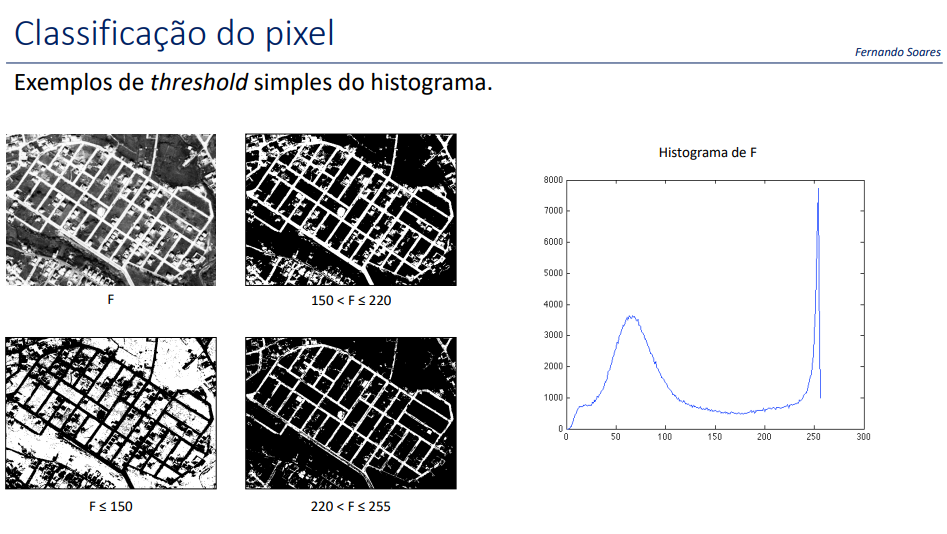 Classificação do pixel
Fernando Soares
Exemplos de threshold simples do histograma.
F
150 < F ≤ 220
F ≤ 150
220 < F ≤ 255
Histograma de F
8000
7000
6000
5000
4000
3000
2000
1000
0
0 50 100 150 200 250 300